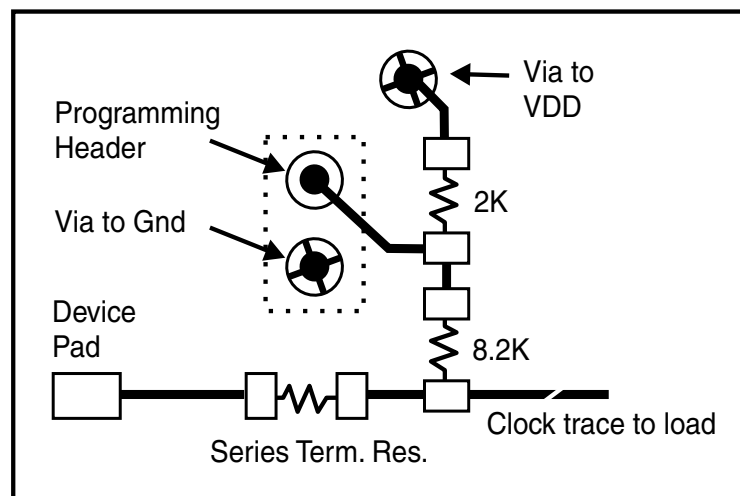 Via to
VDD
Programming
Header
2K
Via to Gnd
Device
Pad
8.2K
Clock trace to load
Series Term. Res.